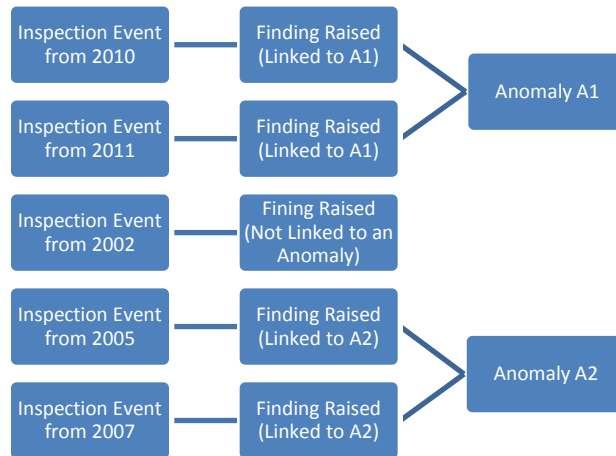 Inspection Event
from 2010
Finding Raised
(Linked to A1)
Anomaly A1
Inspection Event
from 2011
Finding Raised
(Linked to A1)
Inspection Event
from 2002
Fining Raised
(Not Linked to an
Anomaly)
Inspection Event
from 2005
Finding Raised
(Linked to A2)
Anomaly A2
Inspection Event
from 2007
Finding Raised
(Linked to A2)